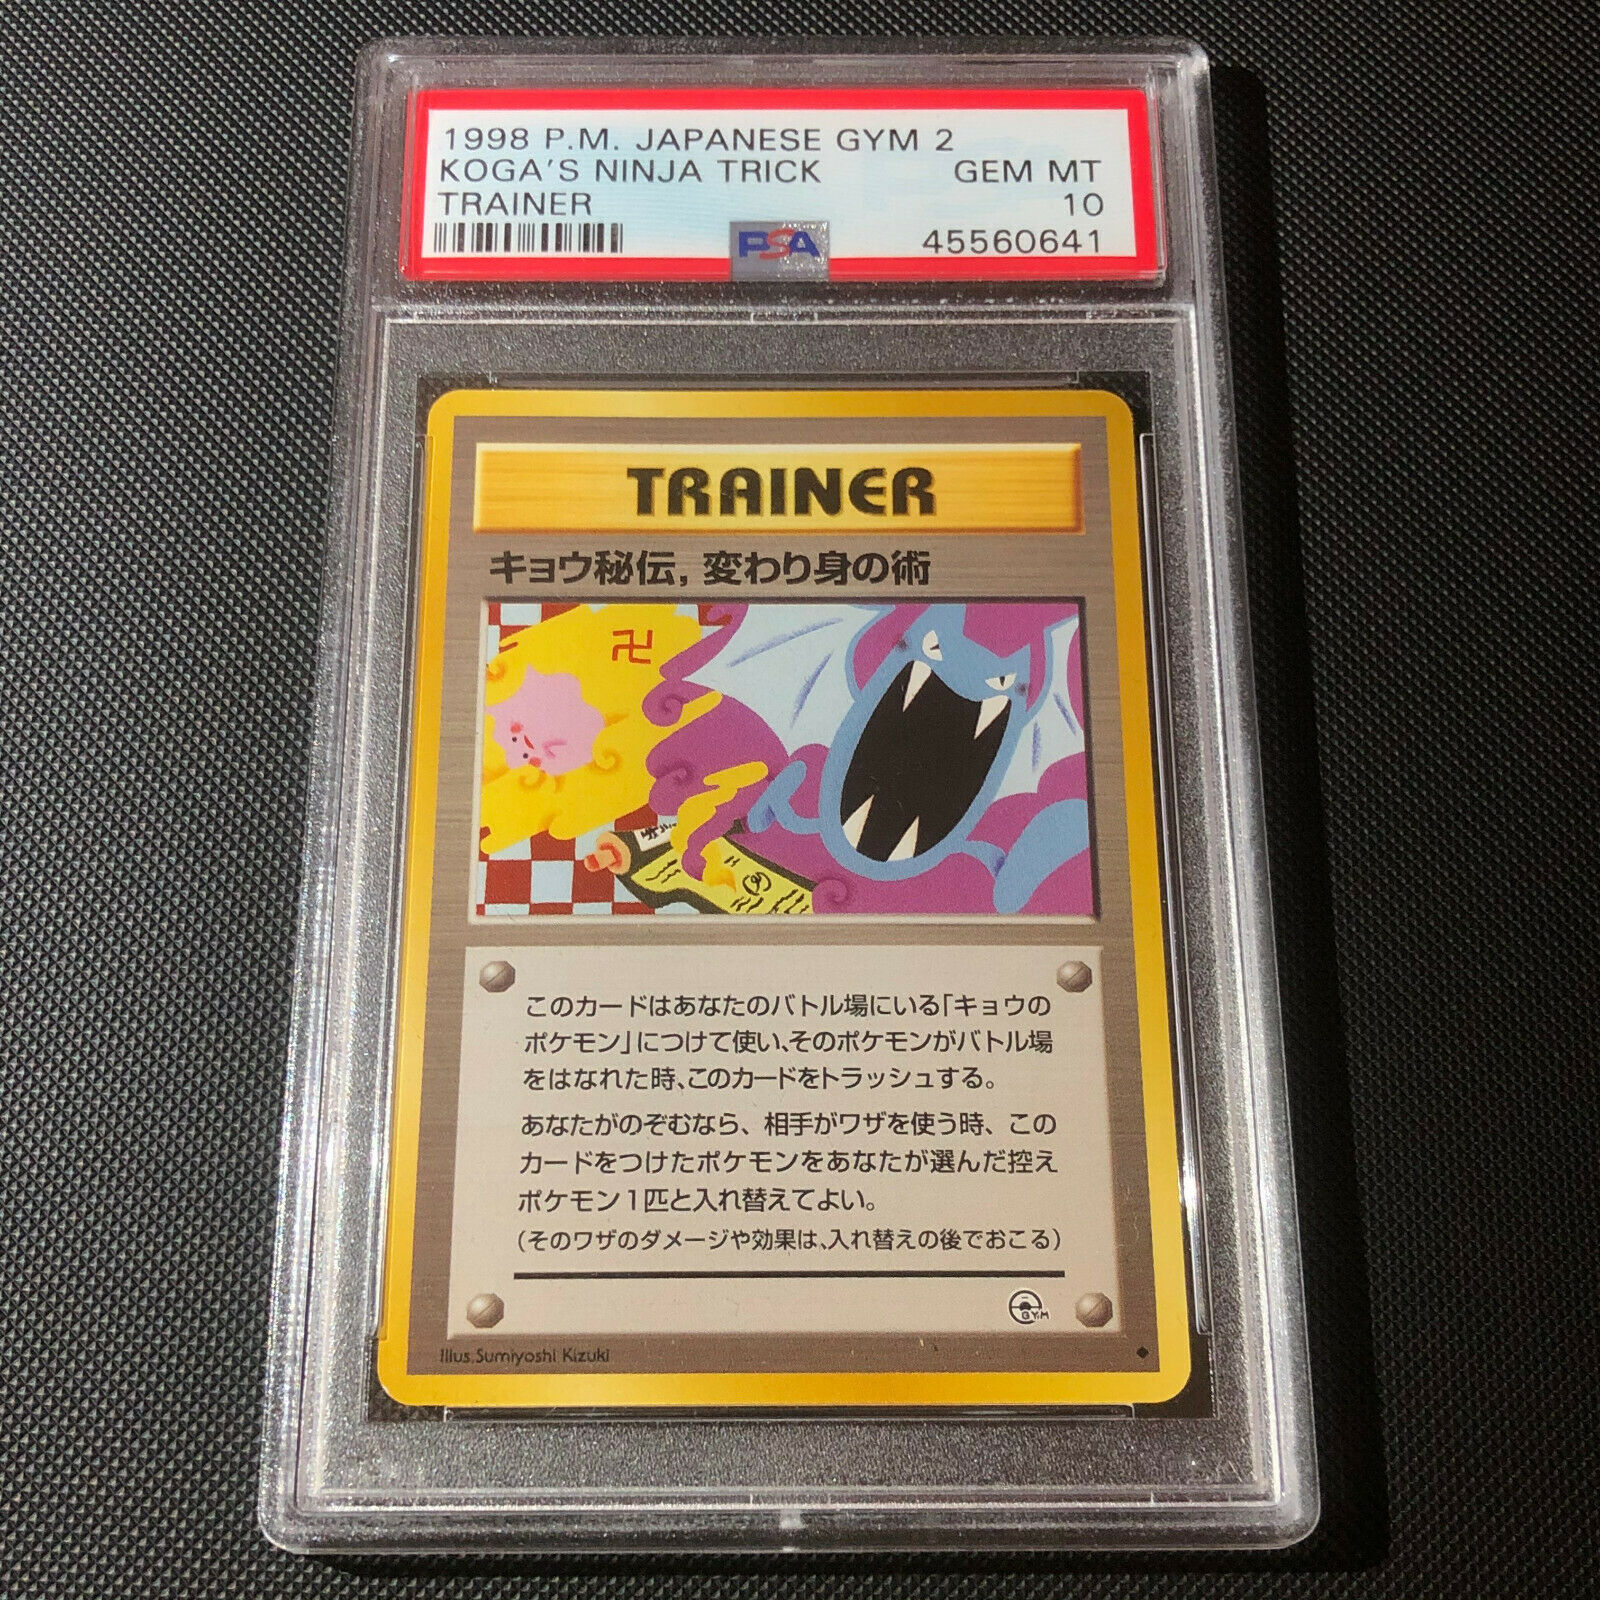 1998 P.M. JAPANESE GYM 2
KOGA'S NINJA TRICK GEM MT
TRAINER 10
PSA 45560641
TRAINER
キョウ秘伝, 変わり身の術
卍
このカードはあなたのバトル場にいる「キョウの
ポケモン」につけて使い、そのポケモンがバトル場
をはなれた時、このカードをトラッシュする。
あなたがのぞむなら、相手がワザを使う時、この
カードをつけたポケモンをあなたが選んだ控え
ポケモン1匹と入れ替えてよい。
(そのワザのダメージや効果は、入れ替えの後でおこる)
GYM
Illus. Sumiyoshi Kizuki